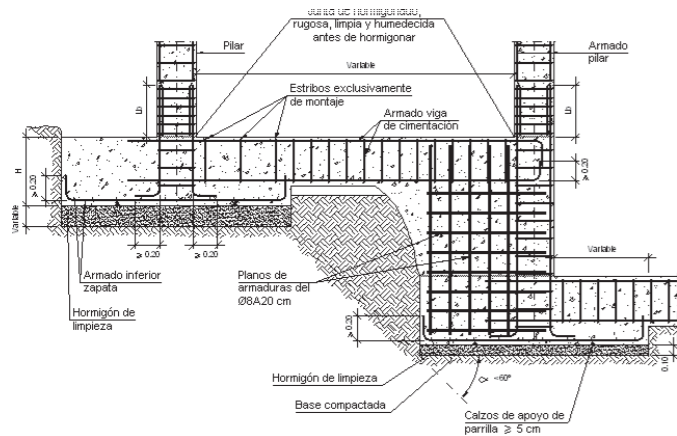 rugosa, limpia y humedecida
antes de hormigonar
Pilar
Armado
pilar
Variable
Estribos exclusivamente
de montaje
Armado viga
de cimentación
Lb
Lb
H
⩾ 0.20
⩾ 0.20
Variable
⩾ 0.20
⩾ 0.20
Variable
Armado inferior
zapata
Planos de
armaduras del
Ø8A20 cm
Hormigón de
limpieza
⩾ 0.20
Hormigón de limpieza
α <60º
0.10
Base compactada
Calzos de apoyo de
parrilla ⩾ 5 cm